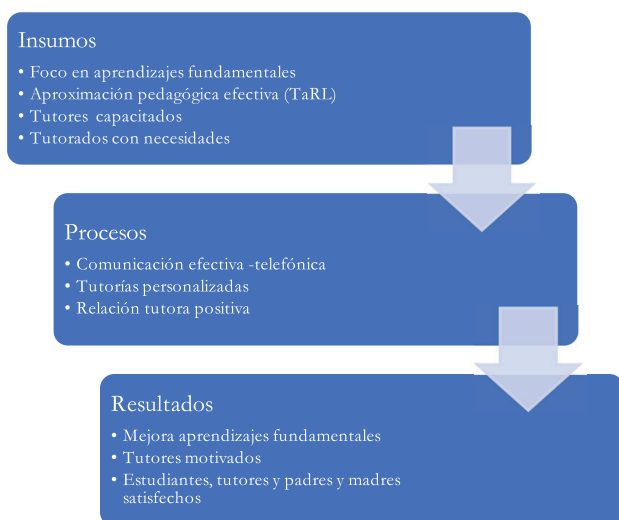 Insumos
• Foco en aprendizajes fundamentales
• Aproximación pedagógica efectiva (TaRL)
• Tutores capacitados
• Tutorados con necesidades
Procesos
• Comunicación efectiva -telefónica
• Tutorías personalizadas
• Relación tutora positiva
Resultados
• Mejora aprendizajes fundamentales
• Tutores motivados
• Estudiantes, tutores y padres y madres
satisfechos